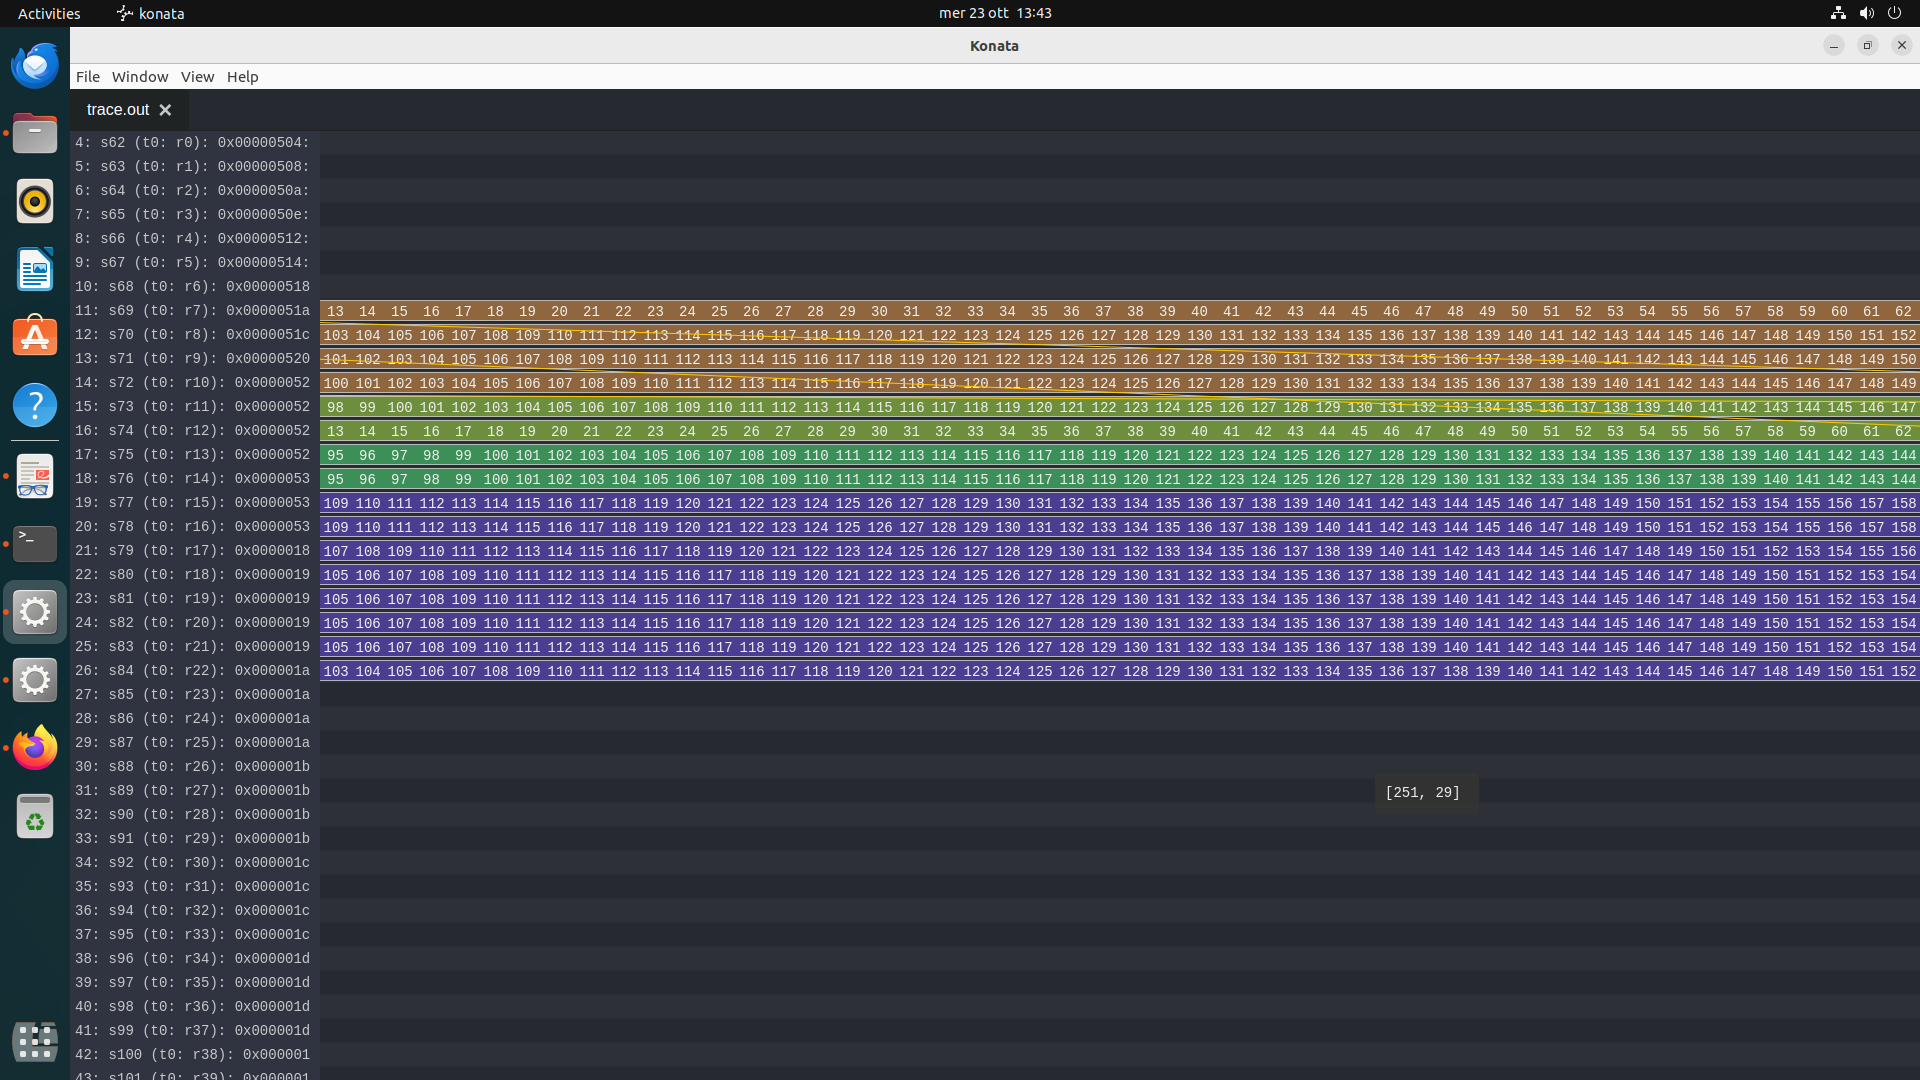 Activities konata mer 23 ott 13:43
Konata
File Window View Help
trace.out
4: s62 (t0: r0): 0x00000504:
5: s63 (t0: r1): 0x00000508:
6: s64 (t0: r2): 0x0000050a:
7: s65 (t0: r3): 0x0000050e:
8: s66 (t0: r4): 0x00000512:
9: s67 (t0: r5): 0x00000514:
10: s68 (t0: r6): 0x00000518
11: s69 (t0: r7): 0x0000051a 13 14 15 16 17 18 19 20 21 22 23 24 25 26 27 28 29 30 31 32 33 34 35 36 37 38 39 40 41 42 43 44 45 46 47 48 49 50 51 52 53 54 55 56 57 58 59 60 61 62
12: s70 (t0: r8): 0x0000051c 103 104 105 106 107 108 109 110 111 112 113 114 115 116 117 118 119 120 121 122 123 124 125 126 127 128 129 130 131 132 133 134 135 136 137 138 139 140 141 142 143 144 145 146 147 148 149 150 151 152
13: s71 (t0: r9): 0x00000520 101 102 103 104 105 106 107 108 109 110 111 112 113 114 115 116 117 118 119 120 121 122 123 124 125 126 127 128 129 130 131 132 133 134 135 136 137 138 139 140 141 142 143 144 145 146 147 148 149 150
14: s72 (t0: r10): 0x0000052 100 101 102 103 104 105 106 107 108 109 110 111 112 113 114 115 116 117 118 119 120 121 122 123 124 125 126 127 128 129 130 131 132 133 134 135 136 137 138 139 140 141 142 143 144 145 146 147 148 149
15: s73 (t0: r11): 0x0000052 98 99 100 101 102 103 104 105 106 107 108 109 110 111 112 113 114 115 116 117 118 119 120 121 122 123 124 125 126 127 128 129 130 131 132 133 134 135 136 137 138 139 140 141 142 143 144 145 146 147
16: s74 (t0: r12): 0x0000052 13 14 15 16 17 18 19 20 21 22 23 24 25 26 27 28 29 30 31 32 33 34 35 36 37 38 39 40 41 42 43 44 45 46 47 48 49 50 51 52 53 54 55 56 57 58 59 60 61 62
17: s75 (t0: r13): 0x0000052 95 96 97 98 99 100 101 102 103 104 105 106 107 108 109 110 111 112 113 114 115 116 117 118 119 120 121 122 123 124 125 126 127 128 129 130 131 132 133 134 135 136 137 138 139 140 141 142 143 144
18: s76 (t0: r14): 0x0000053 95 96 97 98 99 100 101 102 103 104 105 106 107 108 109 110 111 112 113 114 115 116 117 118 119 120 121 122 123 124 125 126 127 128 129 130 131 132 133 134 135 136 137 138 139 140 141 142 143 144
19: s77 (t0: r15): 0x0000053 109 110 111 112 113 114 115 116 117 118 119 120 121 122 123 124 125 126 127 128 129 130 131 132 133 134 135 136 137 138 139 140 141 142 143 144 145 146 147 148 149 150 151 152 153 154 155 156 157 158
20: s78 (t0: r16): 0x0000053 109 110 111 112 113 114 115 116 117 118 119 120 121 122 123 124 125 126 127 128 129 130 131 132 133 134 135 136 137 138 139 140 141 142 143 144 145 146 147 148 149 150 151 152 153 154 155 156 157 158
21: s79 (t0: r17): 0x0000018 107 108 109 110 111 112 113 114 115 116 117 118 119 120 121 122 123 124 125 126 127 128 129 130 131 132 133 134 135 136 137 138 139 140 141 142 143 144 145 146 147 148 149 150 151 152 153 154 155 156
22: s80 (t0: r18): 0x0000019 105 106 107 108 109 110 111 112 113 114 115 116 117 118 119 120 121 122 123 124 125 126 127 128 129 130 131 132 133 134 135 136 137 138 139 140 141 142 143 144 145 146 147 148 149 150 151 152 153 154
23: s81 (t0: r19): 0x0000019 105 106 107 108 109 110 111 112 113 114 115 116 117 118 119 120 121 122 123 124 125 126 127 128 129 130 131 132 133 134 135 136 137 138 139 140 141 142 143 144 145 146 147 148 149 150 151 152 153 154
24: s82 (t0: r20): 0x0000019 105 106 107 108 109 110 111 112 113 114 115 116 117 118 119 120 121 122 123 124 125 126 127 128 129 130 131 132 133 134 135 136 137 138 139 140 141 142 143 144 145 146 147 148 149 150 151 152 153 154
25: s83 (t0: r21): 0x0000019 105 106 107 108 109 110 111 112 113 114 115 116 117 118 119 120 121 122 123 124 125 126 127 128 129 130 131 132 133 134 135 136 137 138 139 140 141 142 143 144 145 146 147 148 149 150 151 152 153 154
26: s84 (t0: r22): 0x000001a 103 104 105 106 107 108 109 110 111 112 113 114 115 116 117 118 119 120 121 122 123 124 125 126 127 128 129 130 131 132 133 134 135 136 137 138 139 140 141 142 143 144 145 146 147 148 149 150 151 152
27: s85 (t0: r23): 0x000001a
28: s86 (t0: r24): 0x000001a
29: s87 (t0: r25): 0x000001a
30: s88 (t0: r26): 0x000001b
31: s89 (t0: r27): 0x000001b
[251, 29]
32: s90 (t0: r28): 0x000001b
33: s91 (t0: r29): 0x000001b
34: s92 (t0: r30): 0x000001c
35: s93 (t0: r31): 0x000001c
36: s94 (t0: r32): 0x000001c
37: s95 (t0: r33): 0x000001c
38: s96 (t0: r34): 0x000001d
39: s97 (t0: r35): 0x000001d
40: s98 (t0: r36): 0x000001d
41: s99 (t0: r37): 0x000001d
42: s100 (t0: r38): 0x000001
43: s101 (t0: r39): 0x000001